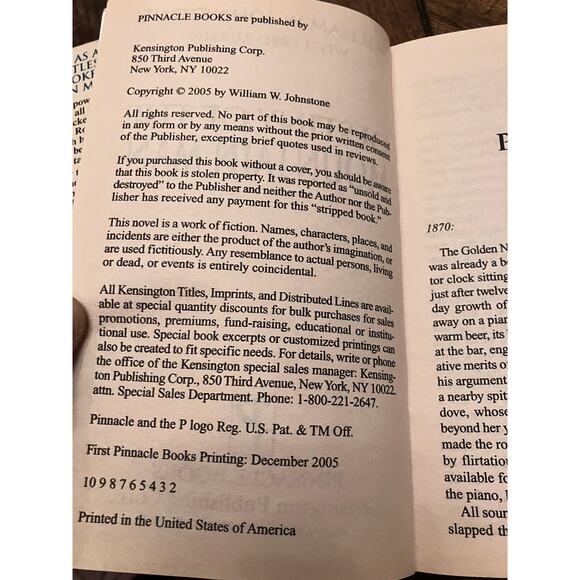 PINNACLE BOOKS are published by
Kensington Publishing Corp.
850 Third Avenue
New York, NY 10022
Copyright © 2005 by William W. Johnstone
All rights reserved. No part of this book may be reproduced
in any form or by any means without the prior written consent
of the Publisher, excepting brief quotes used in reviews.
If you purchased this book without a cover, you should be aware
that this book is stolen property. It was reported as "unsold and
destroyed" to the Publisher and neither the Author nor the Pub-
lisher has received any payment for this "stripped book."
This novel is a work of fiction. Names, characters, places, and
incidents are either the product of the author's imagination, or
are used fictitiously. Any resemblance to actual persons, living
or dead, or events is entirely coincidental.
All Kensington Titles, Imprints, and Distributed Lines are avail-
able at special quantity discounts for bulk purchases for sales
promotions, premiums, fund-raising, educational or institu-
tional use. Special book excerpts or customized printings can
also be created to fit specific needs. For details, write or phone
the office of the Kensington special sales manager: Kensing-
ton Publishing Corp., 850 Third Avenue, New York, NY 10022,
attn. Special Sales Department. Phone: 1-800-221-2647.
Pinnacle and the P logo Reg. U.S. Pat. & TM Off.
First Pinnacle Books Printing: December 2005
10 9 8 7 6 5 4 3 2
Printed in the United States of America
1870:
The Golden N
was already a b
tor clock sitting
just after twelve
day growth of
away on a pian
warm beer, its
at the bar, eng
ative merits of
his argument
a nearby spit
dove, whose
beyond her y
made the ro
by flirtatio
available fo
the piano,
All sour
slapped th